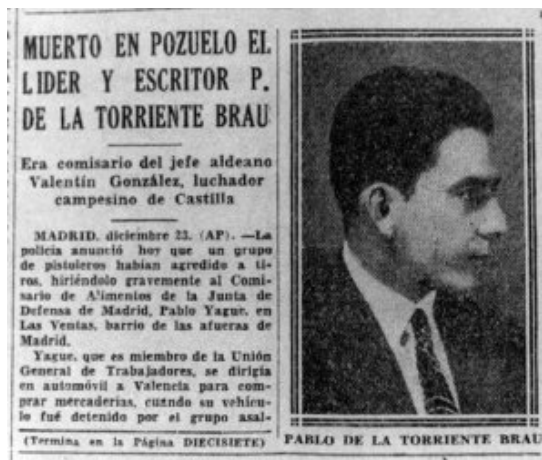 MUERTO EN POZUELO EL
LIDER Y ESCRITOR P.
DE LA TORRIENTE BRAU
Era comisario del jefe aldeano
Valentín González, luchador
campesino de Castilla
MADRID, diciembre 23. (AP). —La
policía anunció hoy que un grupo
de pistoleros habían agredido a ti-
ros, hiriéndolo gravemente al Comi-
sario de Alimentos de la Junta de
Defensa de Madrid, Pablo Yague, en
Las Ventas, barrio de las afueras de
Madrid.
Yague, que es miembro de la Unión
General de Trabajadores, se dirigía
en automóvil a Valencia para com-
prar mercaderías, cuando su vehícu-
lo fué detenido por el grupo asal-
(Termina en la Página DIECISIETE)
PABLO DE LA TORRIENTE BRAU